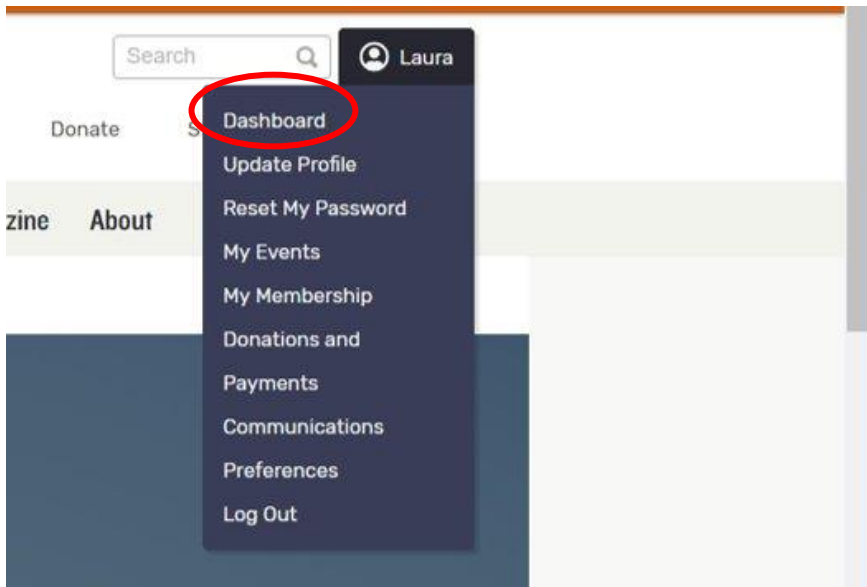 Search
Laura
Donate
S
Dashboard
Update Profile
zine
About
Reset My Password
My Events
My Membership
Donations and
Payments
Communications
Preferences
Log Out